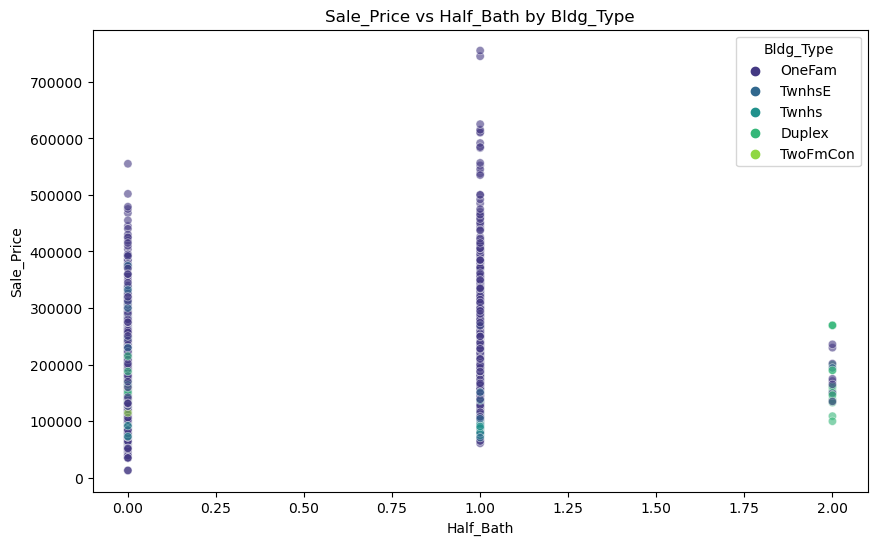 Sale_Price vs Half_Bath by Bldg_Type
Bldg_Type
OneFam
TwnhsE
Twnhs
Duplex
TwoFmCon
Sale_Price
700000
600000
500000
400000
300000
200000
100000
0
0.00 0.25 0.50 0.75 1.00 1.25 1.50 1.75 2.00
Half_Bath